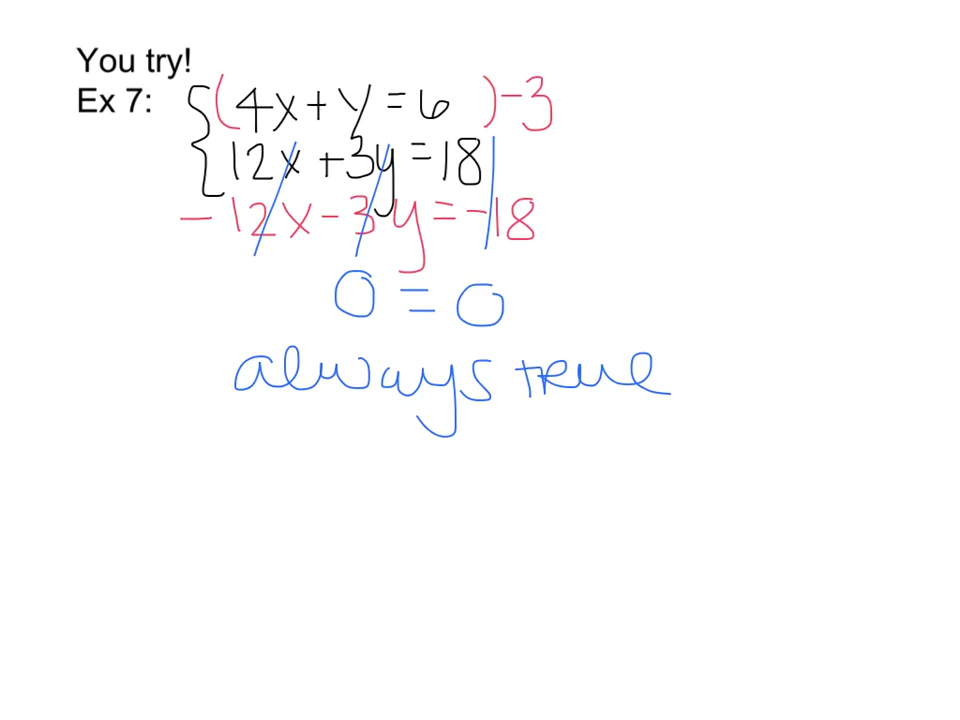 You try!
Ex 7:
{(4x + y = 6 ) -3
{12x + 3y = 18
-12x - 3y = -18
0 = 0
always true